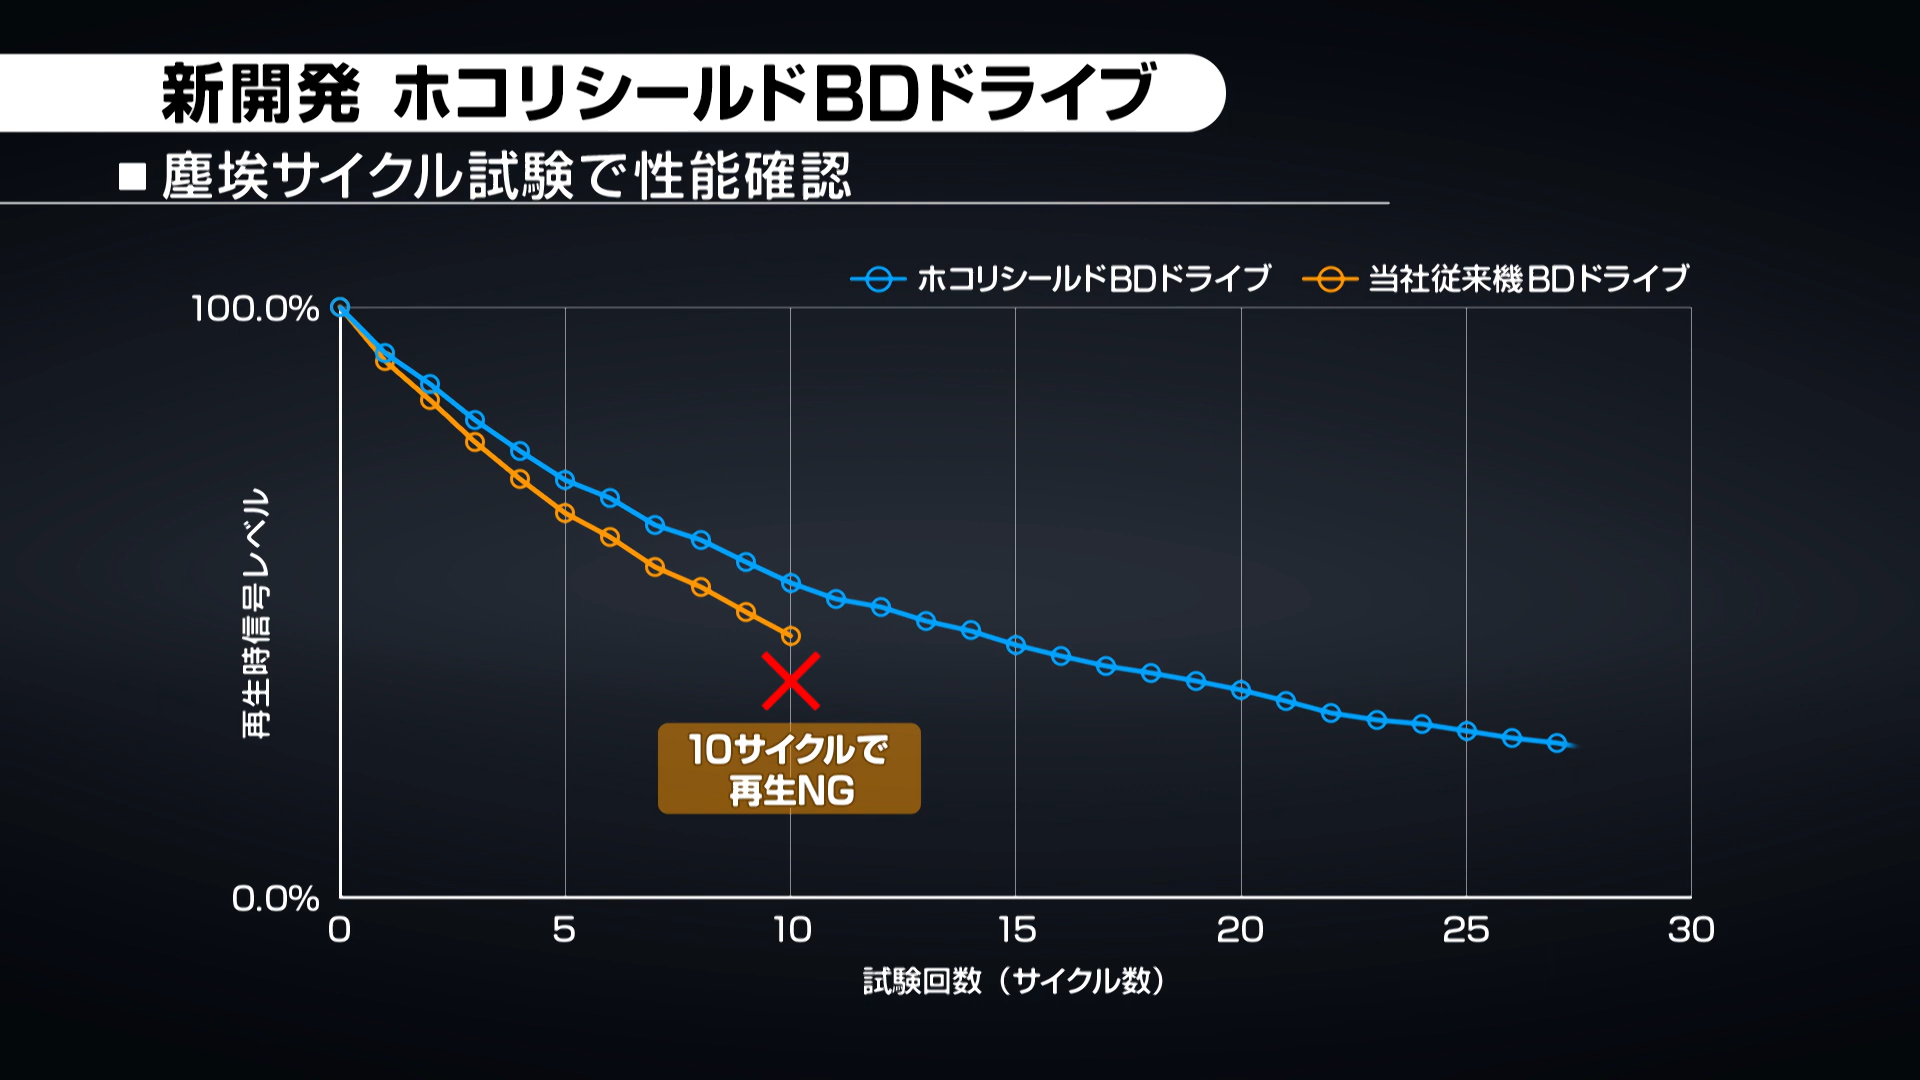 新開発 ホコリシールドBDドライブ
■ 塵埃サイクル試験で性能確認
ホコリシールドBDドライブ 当社従来機BDドライブ
100.0%
再生時信号レベル
10サイクルで
再生NG
0.0%
0 5 10 15 20 25 30
試験回数（サイクル数）